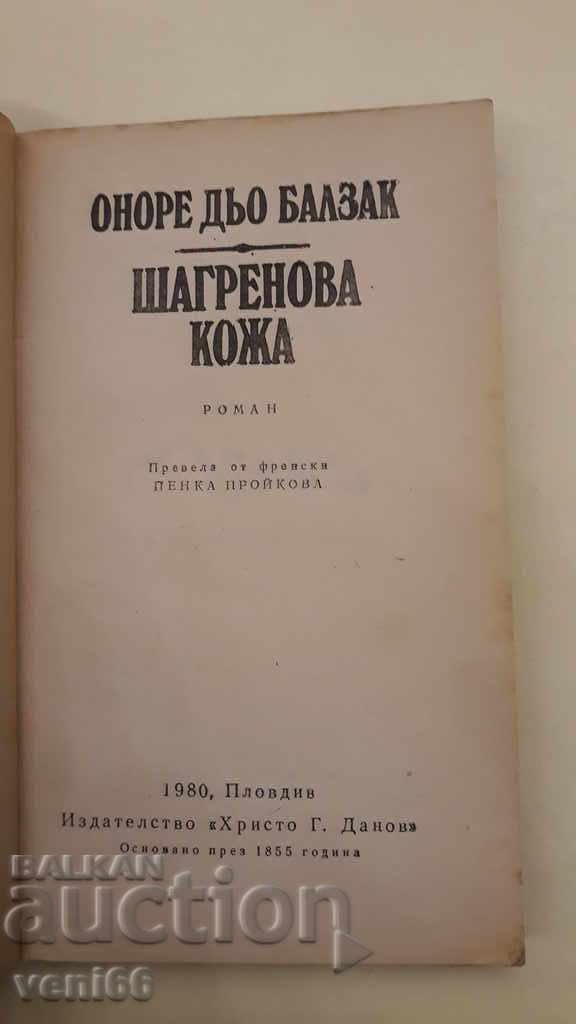 ОНОРЕ ДЬО БАЛЗАК
ШАГРЕНОВА
КОЖА
РОМАН
Превела от френски
ПЕНКА ПРОЙКОВА
1980, Пловдив
Издателство «Христо Г. Данов»
Основано през 1855 година
BALKAN
auction
veni66